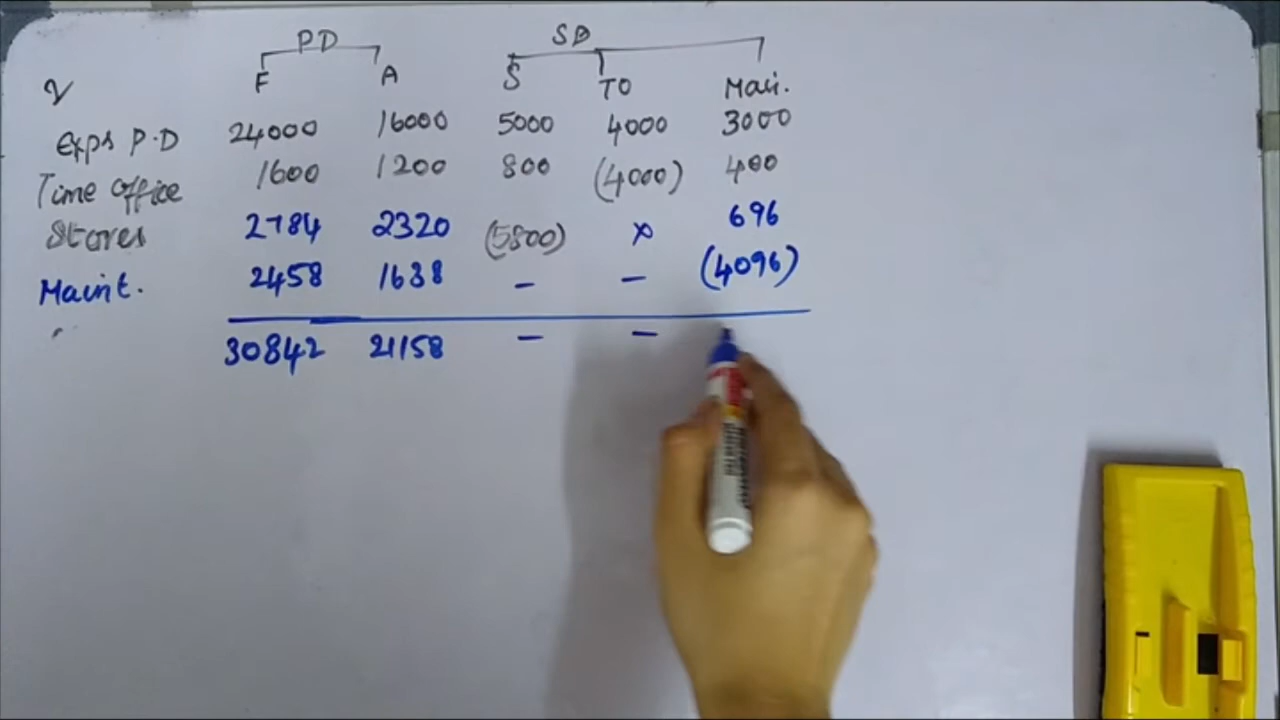 PD SD
F A S TO Mai.
Exps P.D 24000 16000 5000 4000 3000
Time office 1600 1200 800 (4000) 400
Stores 2784 2320 (5800) × 696
Maint. 2458 1638 - - (4096)
30842 21158 - -